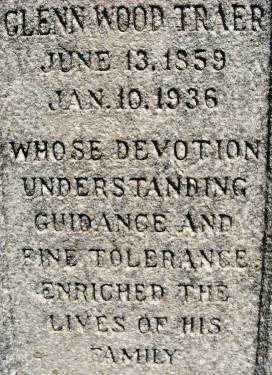 GLENN WOOD TRAER
JUNE 13, 1859
JAN. 10, 1936
WHOSE DEVOTION
UNDERSTANDING
GUIDANCE AND
FINE TOLERANCE
ENRICHED THE
LIVES OF HIS
FAMILY